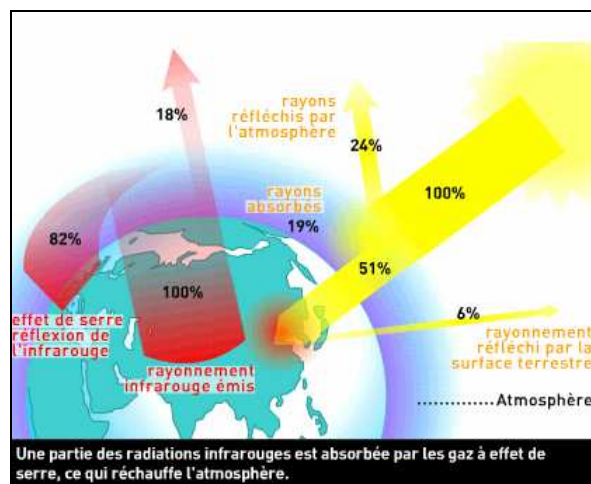 18%
rayons
réfléchis par
l'atmosphère
24%
100%
rayons
absorbés
19%
82%
51%
100%
6%
effet de serre
réflexion de
l'infrarouge
rayonnement
infrarouge émis
rayonnement
réfléchi par la
surface terrestre
............ Atmosphère
Une partie des radiations infrarouges est absorbée par les gaz à effet de
serre, ce qui réchauffe l'atmosphère.